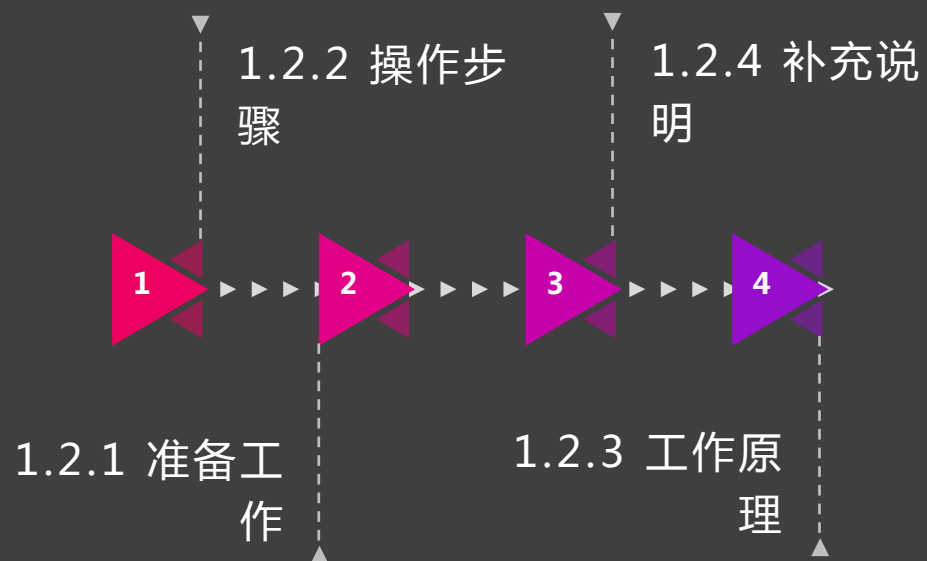 1.2.2 操作步
骤
1.2.4 补充说
明
1
2
3
4
1.2.1 准备工
作
1.2.3 工作原
理